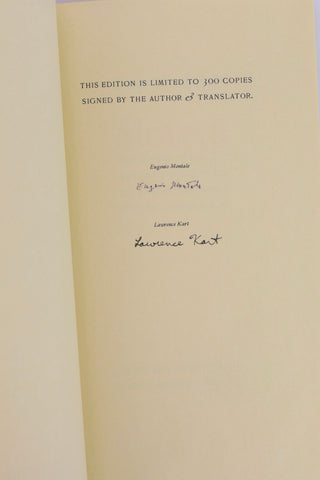 THIS EDITION IS LIMITED TO 300 COPIES
SIGNED BY THE AUTHOR & TRANSLATOR.
Eugenio Montale
Eugenio Montale
Lawrence Kart
Lawrence Kart